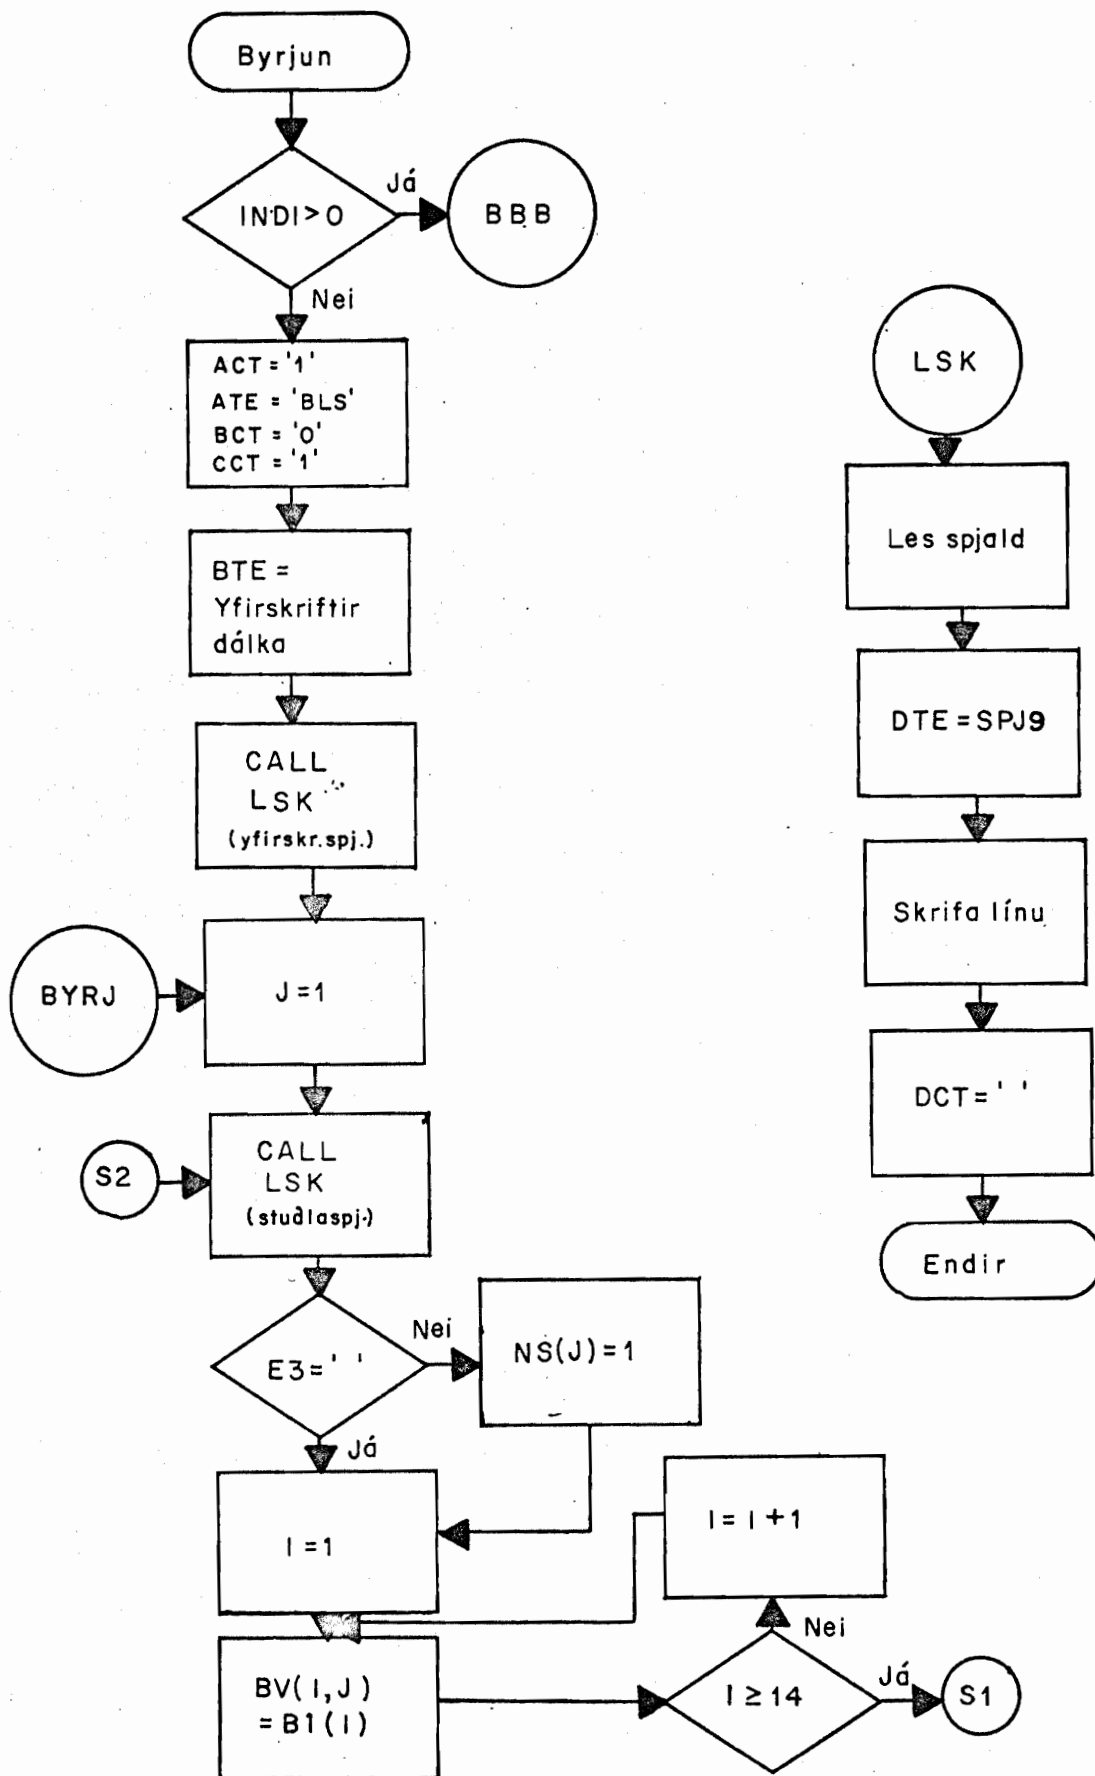 Byrjun
INDI>0
Já
BBB
Nei
ACT='1'
ATE='BLS'
BCT='0'
CCT='1'
BTE=
Yfirskriftir
dálka
CALL
LSK
(yfirskr.spj.)
BYRJ
J=1
S2
CALL
LSK
(studlaspj.)
E3=' '
Nei
NS(J)=1
Já
I=1
I=I+1
Nei
BV(I,J)
=B1(I)
I≥14
Já
S1
LSK
Les spjald
DTE=SPJ9
Skrifa línu
DCT=' '
Endir